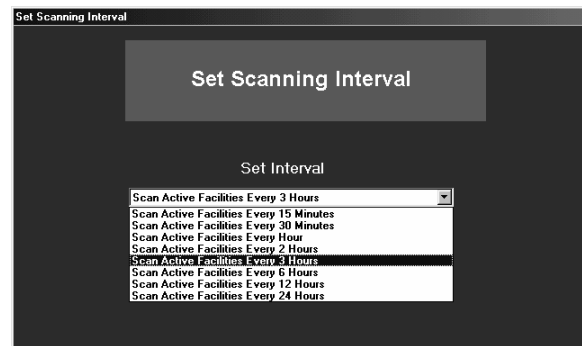 Set Scanning Interval
Set Scanning Interval
Set Interval
Scan Active Facilities Every 3 Hours
Scan Active Facilities Every 15 Minutes
Scan Active Facilities Every 30 Minutes
Scan Active Facilities Every Hour
Scan Active Facilities Every 2 Hours
Scan Active Facilities Every 3 Hours
Scan Active Facilities Every 6 Hours
Scan Active Facilities Every 12 Hours
Scan Active Facilities Every 24 Hours